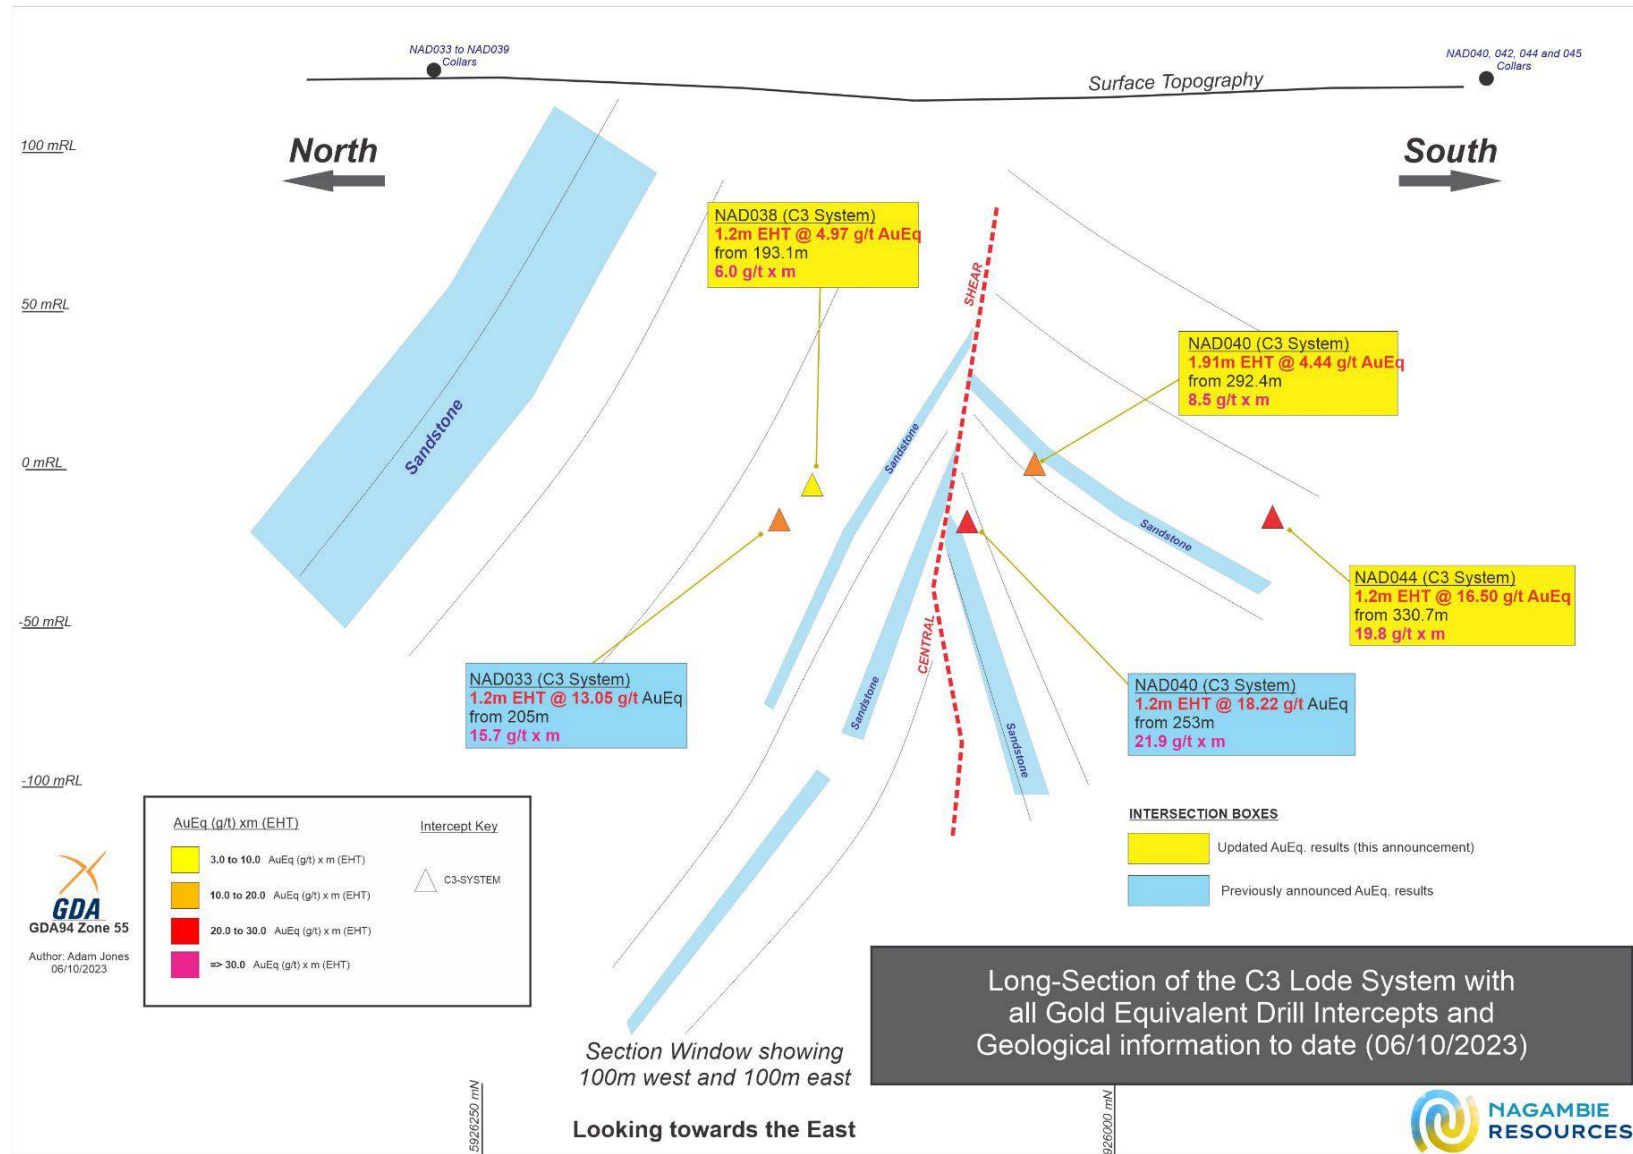 NAD033 to NAD039
Collars
NAD040, 042, 044 and 045
Collars
Surface Topography
100 mRL
North
South
NAD038 (C3 System)
1.2m EHT @ 4.97 g/t AuEq
from 193.1m
6.0 g/t x m
50 mRL
SHEAR
NAD040 (C3 System)
1.91m EHT @ 4.44 g/t AuEq
from 292.4m
8.5 g/t x m
Sandstone
Sandstone
0 mRL
Sandstone
NAD044 (C3 System)
1.2m EHT @ 16.50 g/t AuEq
from 330.7m
19.8 g/t x m
-50 mRL
CENTRAL
NAD033 (C3 System)
1.2m EHT @ 13.05 g/t AuEq
from 205m
15.7 g/t x m
Sandstone
Sandstone
NAD040 (C3 System)
1.2m EHT @ 18.22 g/t AuEq
from 253m
21.9 g/t x m
-100 mRL
AuEq (g/t) xm (EHT)
Intercept Key
3.0 to 10.0 AuEq (g/t) x m (EHT)
C3-SYSTEM
10.0 to 20.0 AuEq (g/t) x m (EHT)
20.0 to 30.0 AuEq (g/t) x m (EHT)
=> 30.0 AuEq (g/t) x m (EHT)
GDA
GDA94 Zone 55
Author: Adam Jones
06/10/2023
INTERSECTION BOXES
Updated AuEq. results (this announcement)
Previously announced AuEq. results
Long-Section of the C3 Lode System with
all Gold Equivalent Drill Intercepts and
Geological information to date (06/10/2023)
Section Window showing
100m west and 100m east
Looking towards the East
5926250 mN
926000 mN
NAGAMBIE
RESOURCES